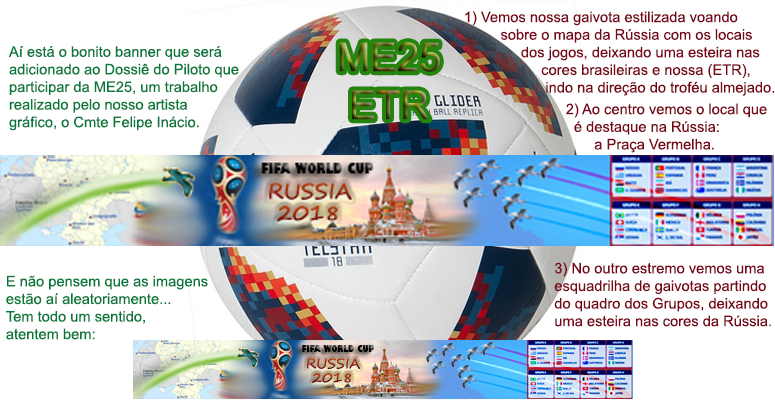 Aí está o bonito banner que será
adicionado ao Dossiê do Piloto que
participar da ME25, um trabalho
realizado pelo nosso artista
gráfico, o Cmte Felipe Inácio.
ME25
ETR
GLIDER
BALL REPLICA
1) Vemos nossa gaivota estilizada voando
sobre o mapa da Rússia com os locais
dos jogos, deixando uma esteira nas
cores brasileiras e nossa (ETR),
indo na direção do troféu almejado.
2) Ao centro vemos o local que
é destaque na Rússia:
a Praça Vermelha.
FIFA WORLD CUP
RUSSIA
2018
GRUPO A
GRUPO B
GRUPO C
GRUPO D
TELSTAR
18
E não pensem que as imagens
estão aí aleatoriamente...
Tem todo um sentido,
atentem bem:
3) No outro estremo vemos uma
esquadrilha de gaivotas partindo
do quadro dos Grupos, deixando
uma esteira nas cores da Rússia.
FIFA WORLD CUP
RUSSIA
2018